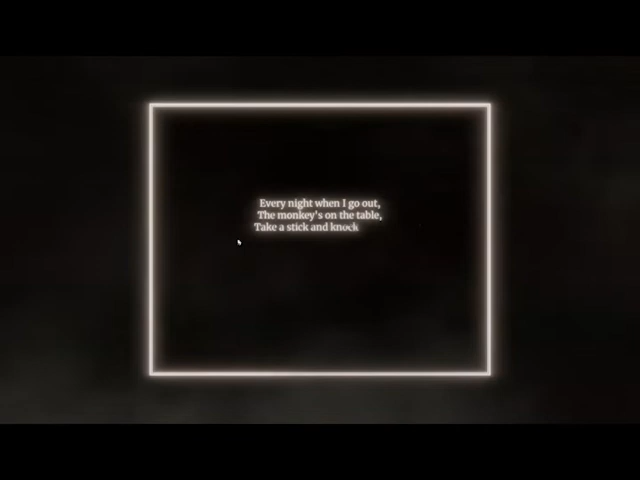 Every night when I go out,
The monkey's on the table,
Take a stick and knock